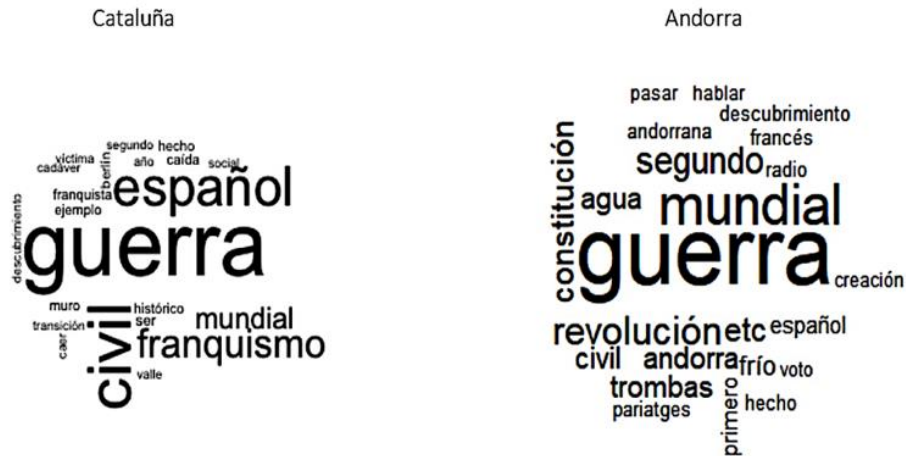 Cataluña
segundo hecho
víctima berlín año caída social
cadáver
franquista español
ejemplo
descubrimiento guerra
muro civil histórico
transición ser mundial
caer franquismo
valle
Andorra
pasar hablar
descubrimiento
andorrana francés
constitución segundo radio
agua mundial
guerra creación
revolución etc español
civil andorra frío voto
trombas primero hecho
pariatges